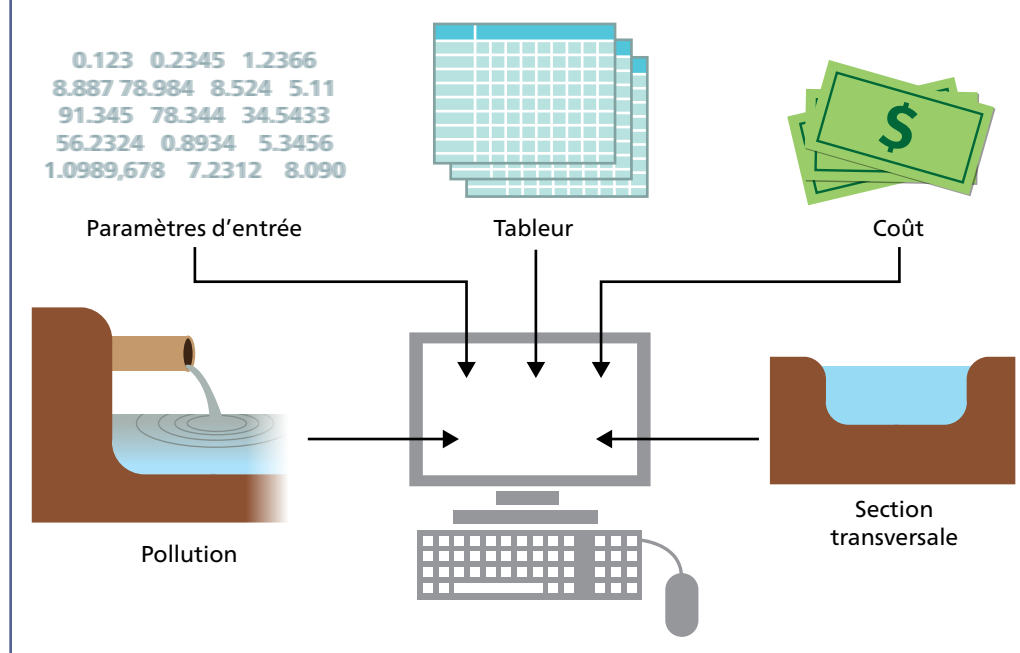 0.123 0.2345 1.2366
8.887 78.984 8.524 5.11
91.345 78.344 34.5433
56.2324 0.8934 5.3456
1.0989,678 7.2312 8.090
$
Paramètres d'entrée
Tableur
Coût
Pollution
Section
transversale